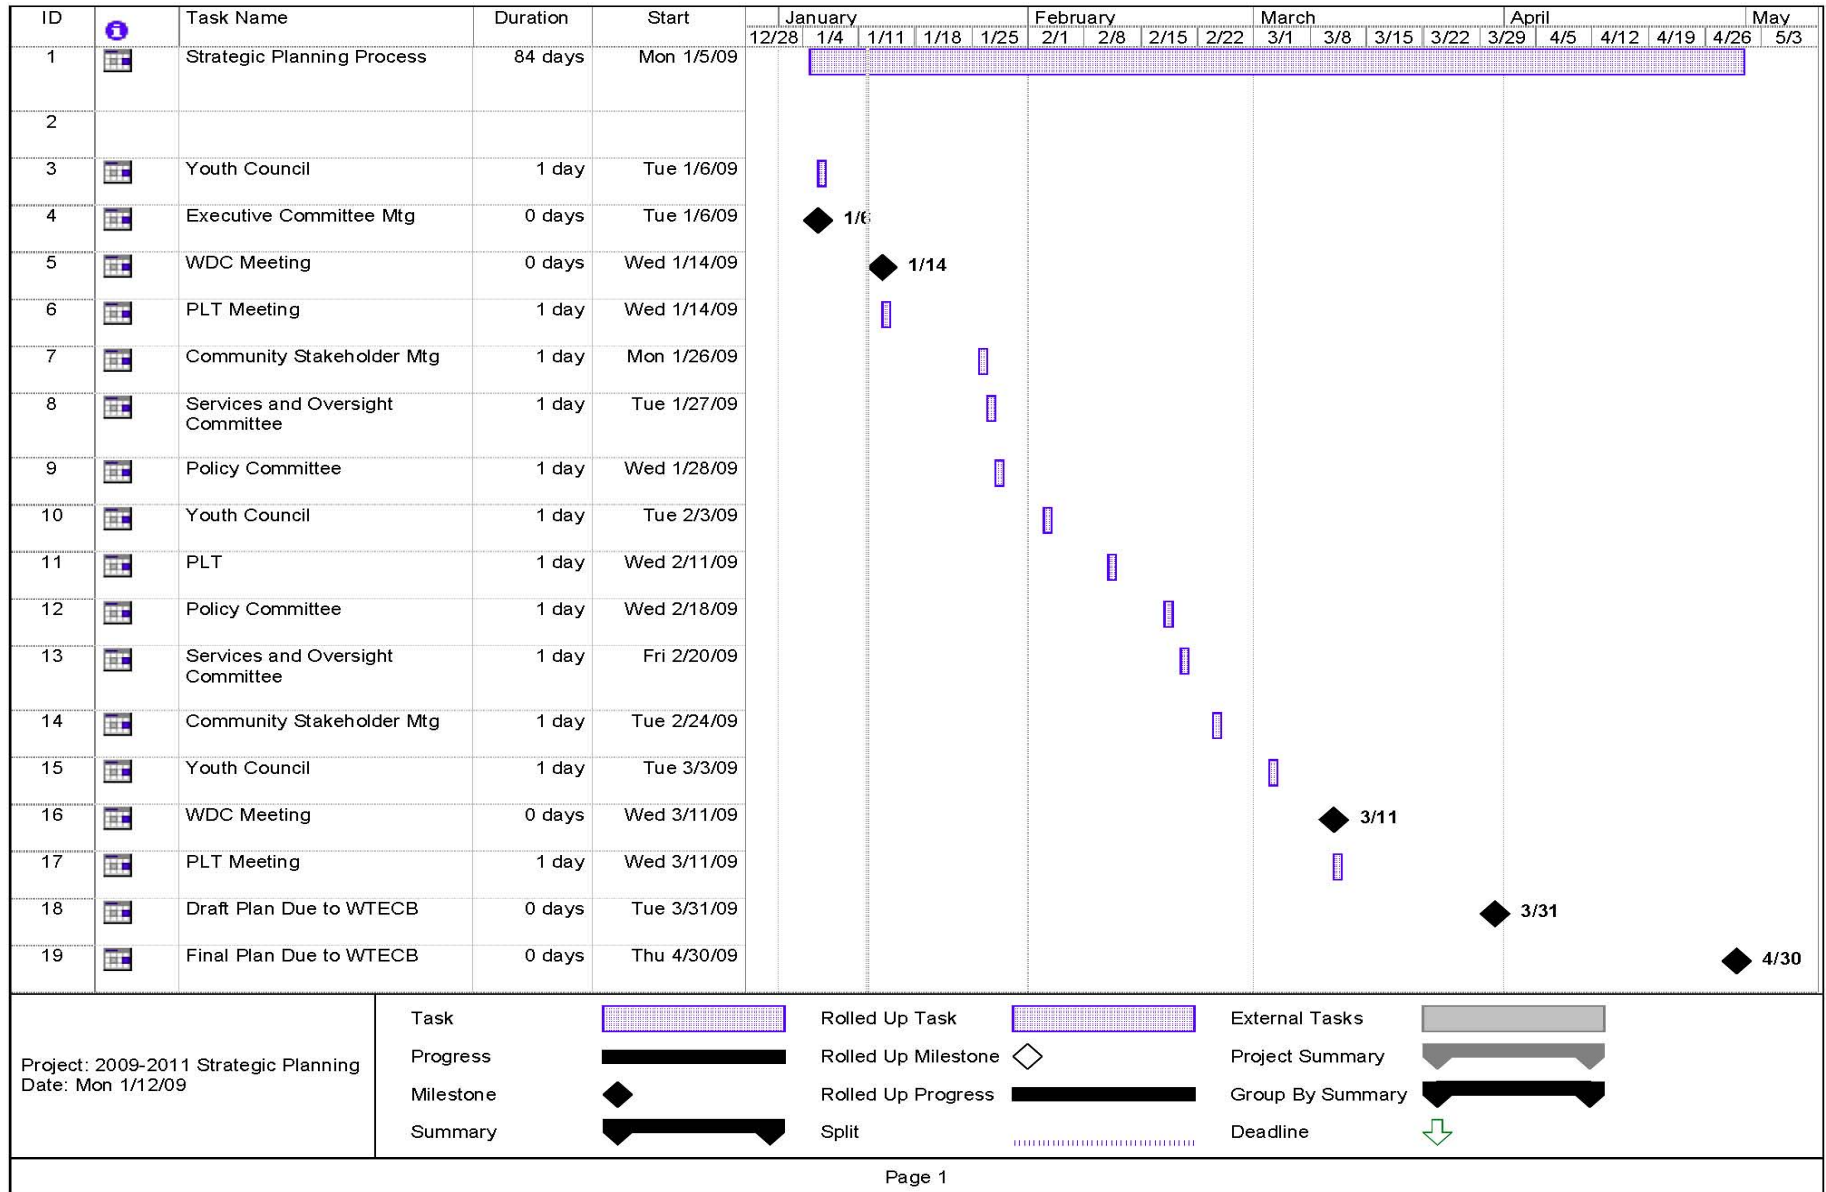 ID Task Name Duration Start January February March April May
12/28 1/4 1/11 1/18 1/25 2/1 2/8 2/15 2/22 3/1 3/8 3/15 3/22 3/29 4/5 4/12 4/19 4/26 5/3
1 Strategic Planning Process 84 days Mon 1/5/09
2
3 Youth Council 1 day Tue 1/6/09
4 Executive Committee Mtg 0 days Tue 1/6/09 1/6
5 WDC Meeting 0 days Wed 1/14/09 1/14
6 PLT Meeting 1 day Wed 1/14/09
7 Community Stakeholder Mtg 1 day Mon 1/26/09
8 Services and Oversight 1 day Tue 1/27/09
Committee
9 Policy Committee 1 day Wed 1/28/09
10 Youth Council 1 day Tue 2/3/09
11 PLT 1 day Wed 2/11/09
12 Policy Committee 1 day Wed 2/18/09
13 Services and Oversight 1 day Fri 2/20/09
Committee
14 Community Stakeholder Mtg 1 day Tue 2/24/09
15 Youth Council 1 day Tue 3/3/09
16 WDC Meeting 0 days Wed 3/11/09 3/11
17 PLT Meeting 1 day Wed 3/11/09
18 Draft Plan Due to WTECB 0 days Tue 3/31/09 3/31
19 Final Plan Due to WTECB 0 days Thu 4/30/09 4/30
Project: 2009-2011 Strategic Planning
Date: Mon 1/12/09
Task Rolled Up Task External Tasks
Progress Rolled Up Milestone Project Summary
Milestone Rolled Up Progress Group By Summary
Summary Split Deadline
Page 1